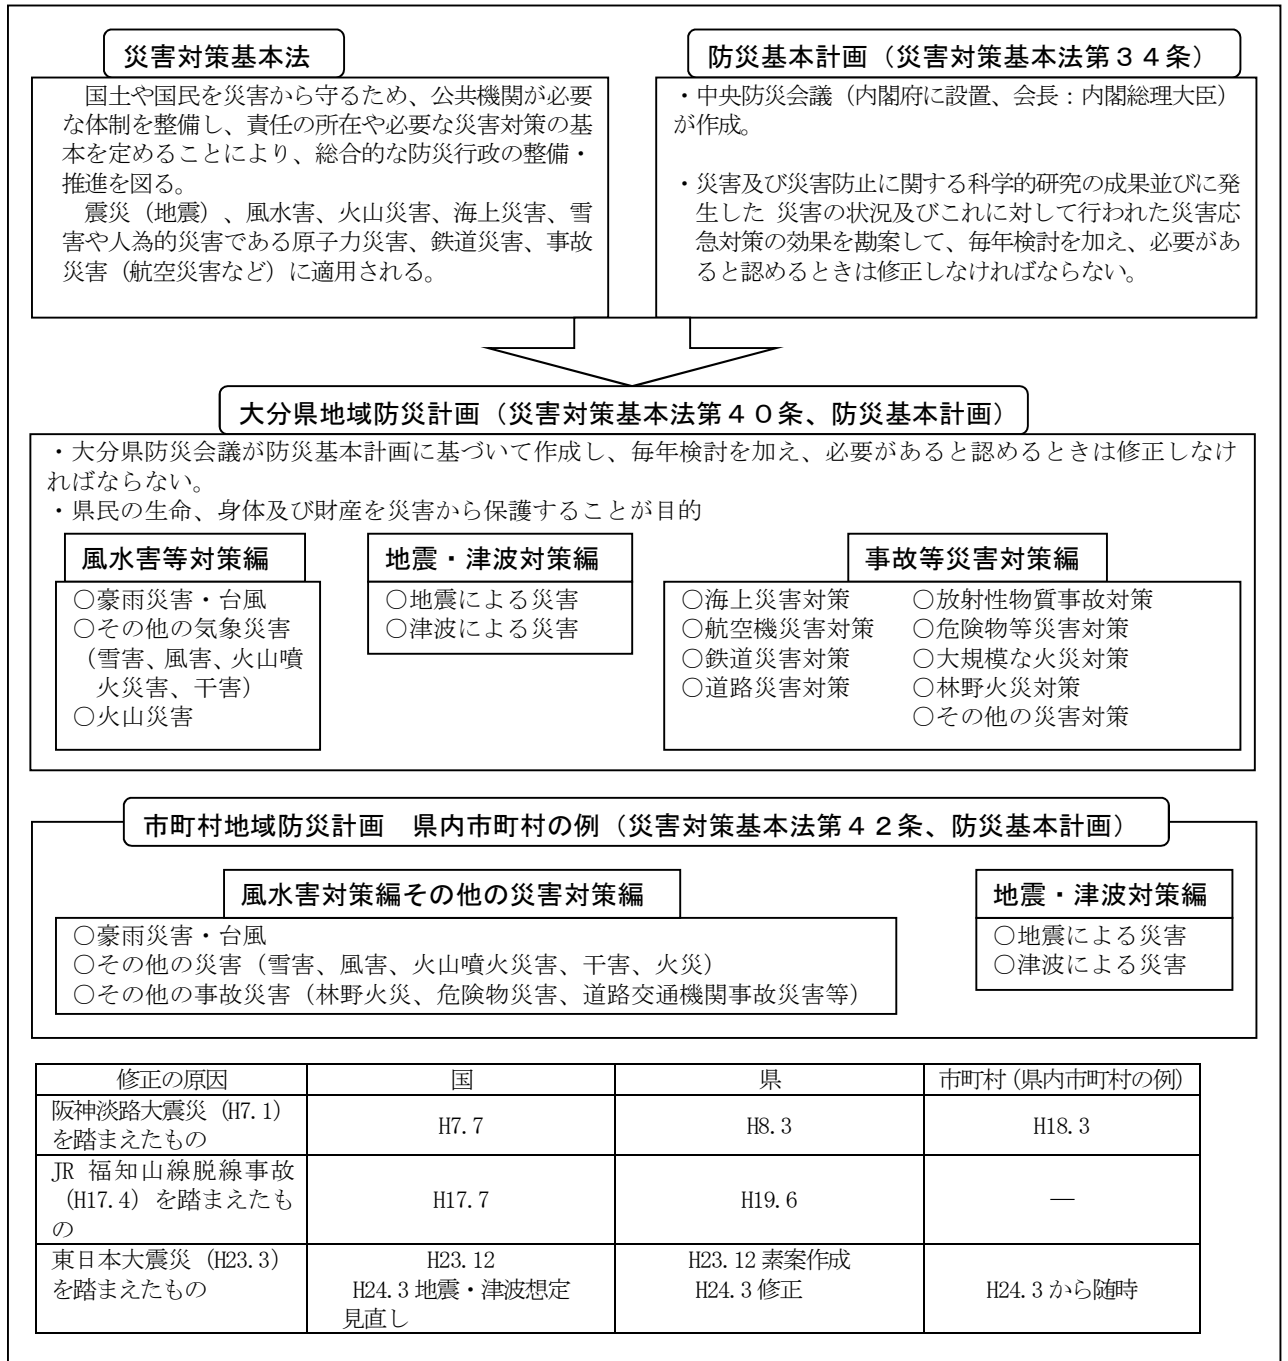 災害対策基本法
国土や国民を災害から守るため、公共機関が必要
な体制を整備し、責任の所在や必要な災害対策の基
本を定めることにより、総合的な防災行政の整備・
推進を図る。
震災（地震）、風水害、火山災害、海上災害、雪
害や人為的災害である原子力災害、鉄道災害、事故
災害（航空災害など）に適用される。
防災基本計画（災害対策基本法第３４条）
・中央防災会議（内閣府に設置、会長：内閣総理大臣）
が作成。
・災害及び災害防止に関する科学的研究の成果並びに発
生した 災害の状況及びこれに対して行われた災害応
急対策の効果を勘案して、毎年検討を加え、必要があ
ると認めるときは修正しなければならない。
大分県地域防災計画（災害対策基本法第４０条、防災基本計画）
・大分県防災会議が防災基本計画に基づいて作成し、毎年検討を加え、必要があると認めるときは修正しなけ
ればならない。
・県民の生命、身体及び財産を災害から保護することが目的
風水害等対策編
○豪雨災害・台風
○その他の気象災害
（雪害、風害、火山噴
火災害、干害）
○火山災害
地震・津波対策編
○地震による災害
○津波による災害
事故等災害対策編
○海上災害対策
○航空機災害対策
○鉄道災害対策
○道路災害対策
○放射性物質事故対策
○危険物等災害対策
○大規模な火災対策
○林野火災対策
○その他の災害対策
市町村地域防災計画　県内市町村の例（災害対策基本法第４２条、防災基本計画）
風水害対策編その他の災害対策編
○豪雨災害・台風
○その他の災害（雪害、風害、火山噴火災害、干害、火災）
○その他の事故災害（林野火災、危険物災害、道路交通機関事故災害等）
地震・津波対策編
○地震による災害
○津波による災害
修正の原因 国 県 市町村（県内市町村の例）
阪神淡路大震災（H7.1）
を踏まえたもの
H7.7 H8.3 H18.3
JR 福知山線脱線事故
（H17.4）を踏まえたも
の
H17.7 H19.6 ―
東日本大震災（H23.3）
を踏まえたもの
H23.12
H24.3 地震・津波想定
見直し
H23.12 素案作成
H24.3 修正
H24.3 から随時